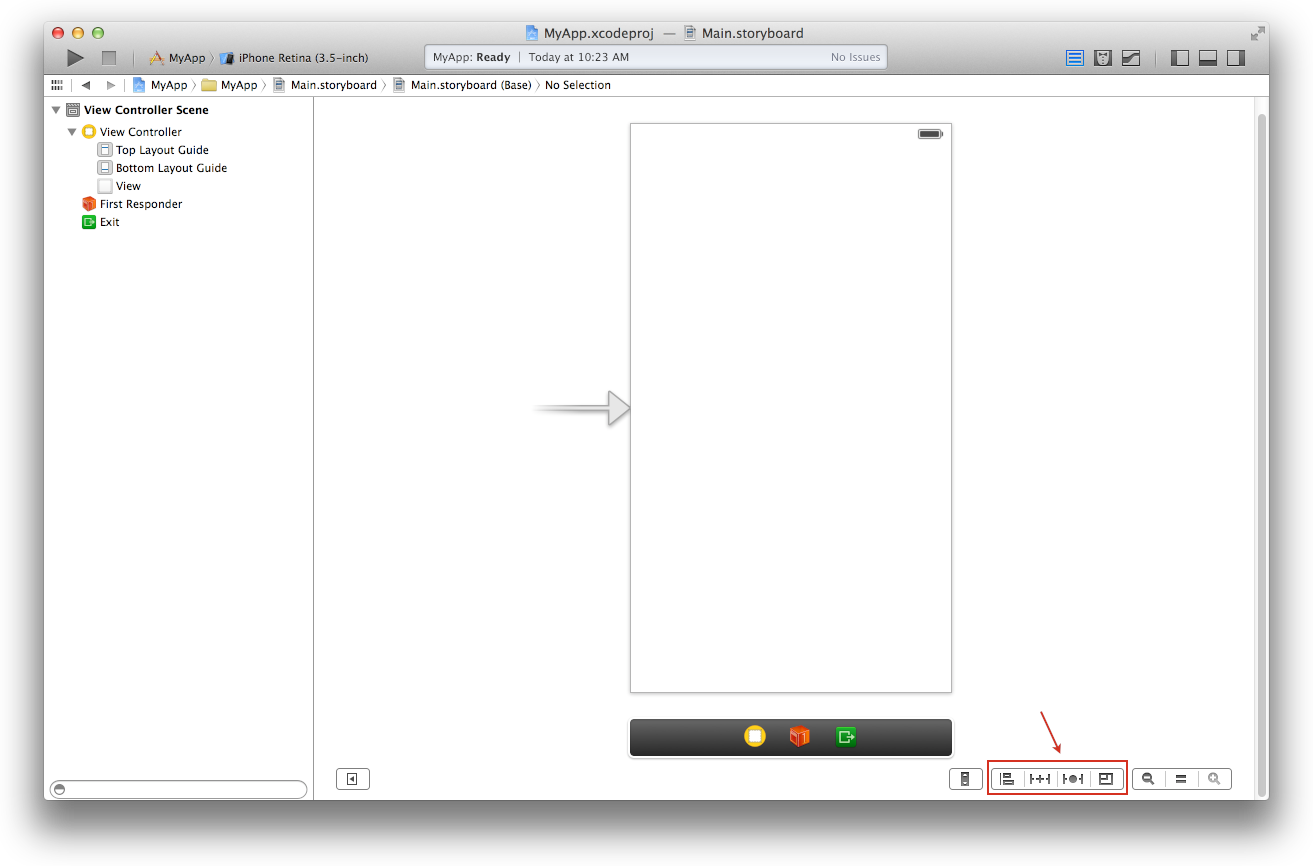 MyApp.xcodeproj — Main.storyboard
MyApp 〉 iPhone Retina (3.5-inch)
MyApp: Ready | Today at 10:23 AM No Issues
MyApp 〉 MyApp 〉 Main.storyboard 〉 Main.storyboard (Base) 〉 No Selection
View Controller Scene
View Controller
Top Layout Guide
Bottom Layout Guide
View
First Responder
Exit